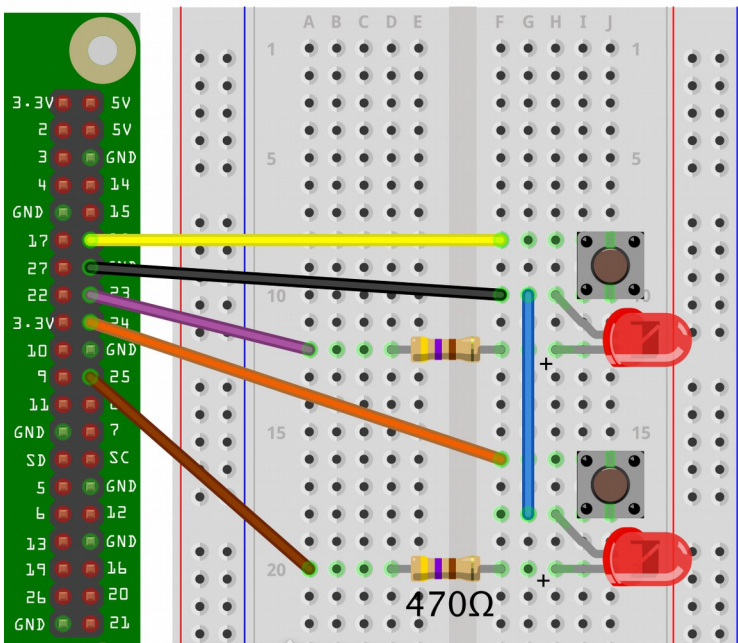 A B C D E F G H I J
1 1
3.3V 5V
2 5V
3 GND 5 5
4 14
GND 15
17
27
22 23 10 10
3.3V 24
10 GND
+
9 25
11
GND 7 15 15
SD SC
5 GND
6 12
13 GND
19 16 20
+
26 20
470Ω
GND 21